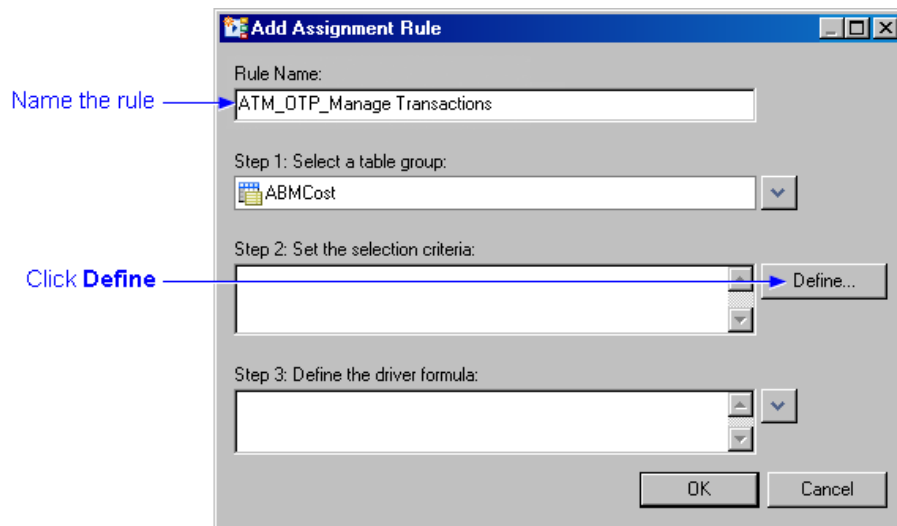 Add Assignment Rule
Rule Name:
Name the rule
ATM_OTP_Manage Transactions
Step 1: Select a table group:
ABMCost
Step 2: Set the selection criteria:
Click Define
Define...
Step 3: Define the driver formula:
OK
Cancel